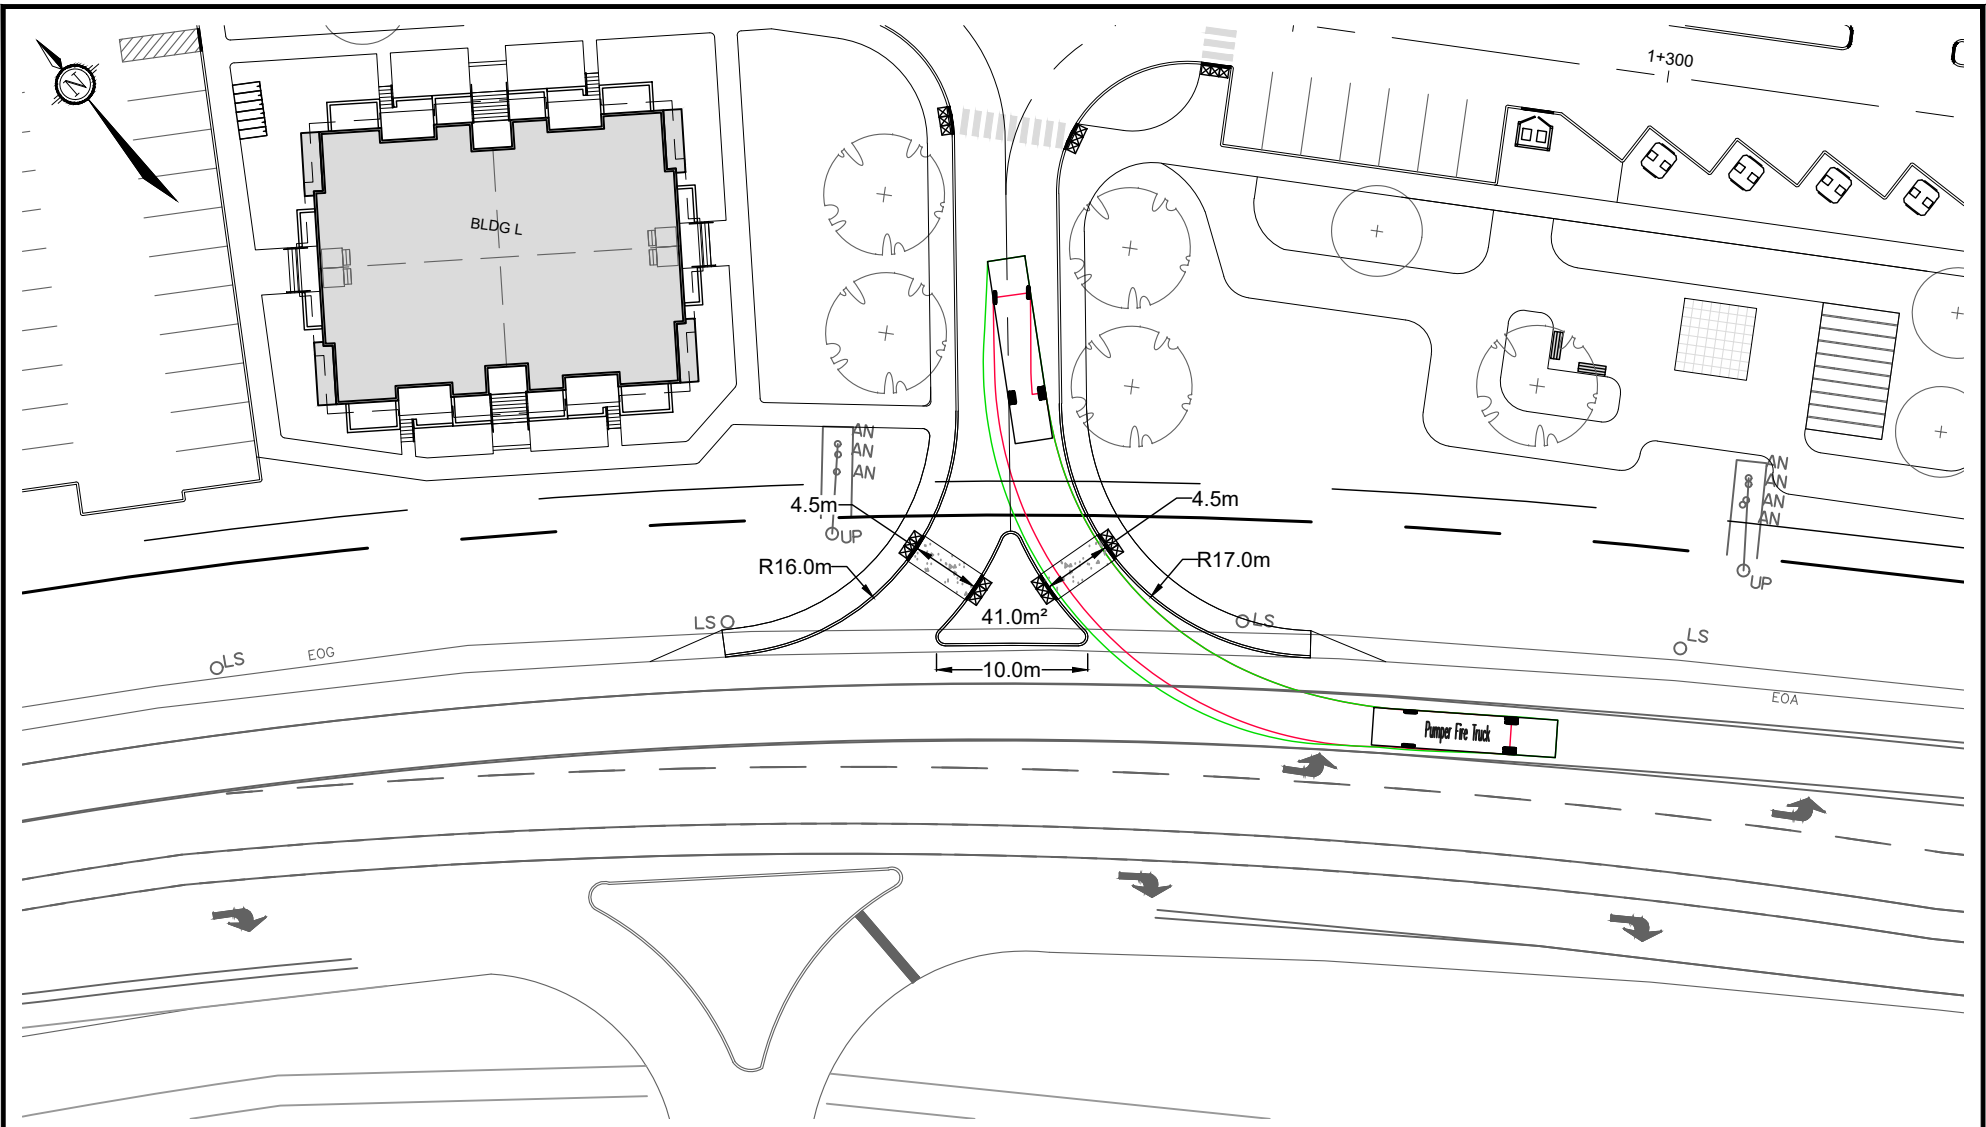 N
1+300
BLDG L
AN
AN
AN
UP
AN
AN
AN
AN
UP
4.5m
4.5m
R16.0m
R17.0m
41.0m²
10.0m
LS
LS
LS
LS
EOG
EOA
Pumper Fire Truck